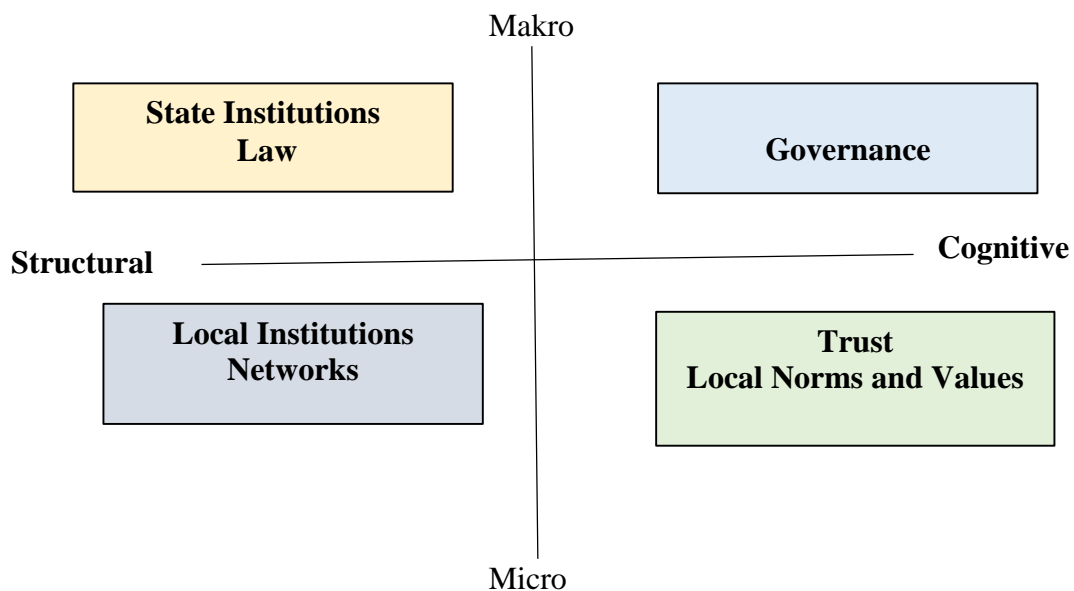 Makro
State Institutions
Law
Governance
Structural
Cognitive
Local Institutions
Networks
Trust
Local Norms and Values
Micro